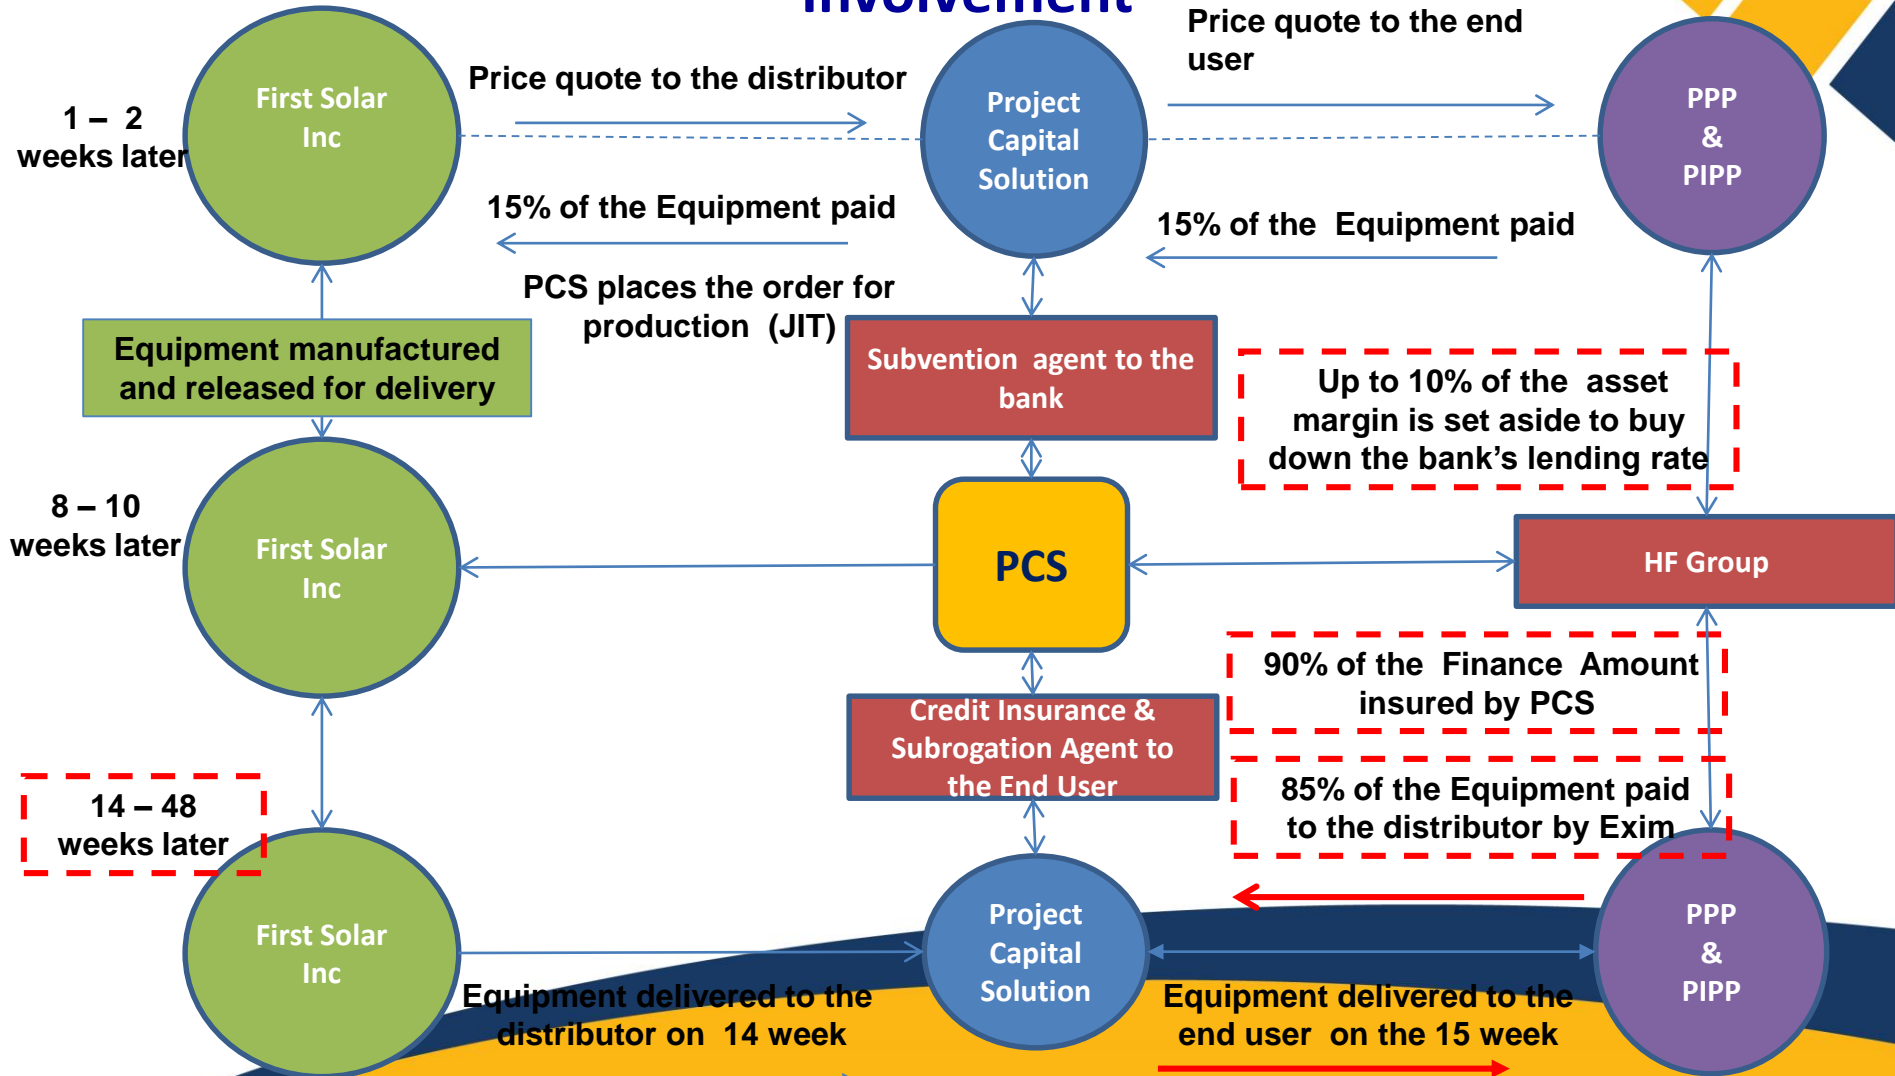 Involvement
Price quote to the end
user
Price quote to the distributor
First Solar
Inc
Project
Capital
Solution
PPP
&
PIPP
1 – 2
weeks later
15% of the Equipment paid
15% of the Equipment paid
PCS places the order for
production (JIT)
Equipment manufactured
and released for delivery
Subvention agent to the
bank
Up to 10% of the asset
margin is set aside to buy
down the bank's lending rate
8 – 10
weeks later
First Solar
Inc
PCS
HF Group
90% of the Finance Amount
insured by PCS
Credit Insurance &
Subrogation Agent to
the End User
85% of the Equipment paid
to the distributor by Exim
14 – 48
weeks later
First Solar
Inc
Project
Capital
Solution
PPP
&
PIPP
Equipment delivered to the
distributor on 14 week
Equipment delivered to the
end user on the 15 week